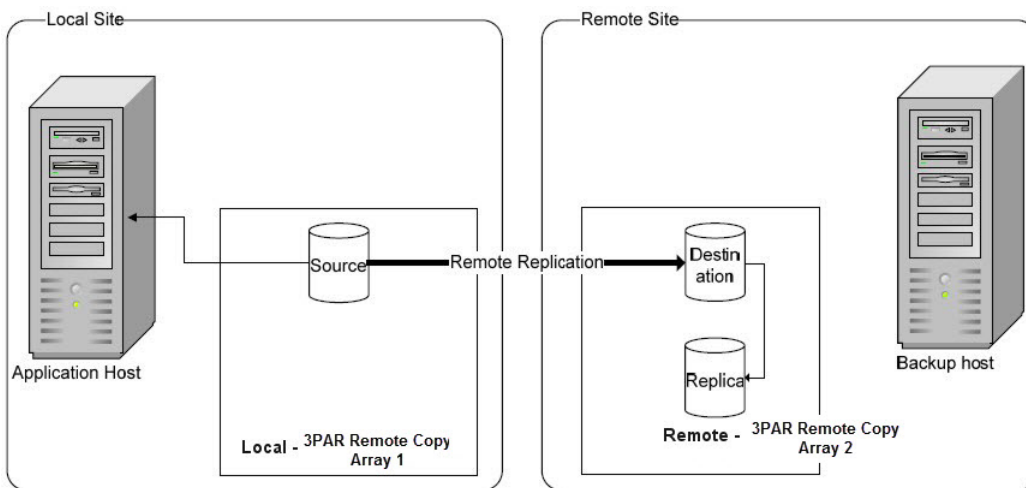 Local Site
Remote Site
Application Host
Source
Remote Replication
Destin
ation
Replica
Backup host
Local - 3PAR Remote Copy
Array 1
Remote - 3PAR Remote Copy
Array 2